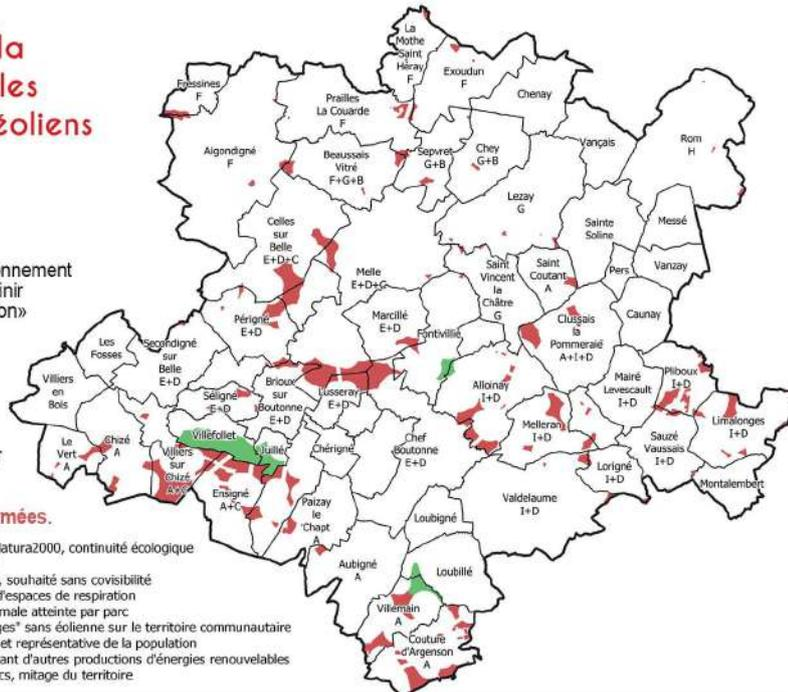 la
les
éoliens
onnement
inir
on»
mées.
Natura2000, continuité écologique
, souhaité sans covisibilité
d'espaces de respiration
male atteinte par parc
ges" sans éolienne sur le territoire communautaire
et représentative de la population
ant d'autres productions d'énergies renouvelables
cs, mitage du territoire
La
Mothe
Saint
Héray
F
Exoudun
F
Chenay
Fressines
F
Prailles
La Couarde
F
Aigondigné
F
Beaussais
Vitré
F+G+B
Sepvret
G+B
Chey
G+B
Vançais
Rom
H
Lezay
G
Celles
sur
Belle
E+D+C
Sainte
Soline
Messé
Melle
E+D+C
Saint
Vincent
la
Châtre
G
Saint
Coutant
A
Pers
Vanzay
Périgné
E+D
Marcillé
E+D
Fontivillié
Clussais
la
Pommeraie
A+I+D
Caunay
Les
Fosses
Secondigné
sur
Belle
E+D
Villiers
en
Bois
Séligné
E+D
Brioux
sur
Boutonne
E+D
Lusseray
E+D
Alloinay
I+D
Mairé
Levescault
I+D
Pliboux
I+D
Melleran
I+D
Limalonges
I+D
Le
Vert
A
Chizé
A
Villefollet
Juillé
Villiers
sur
Chizé
A+C
Chérigné
Chef
Boutonne
E+D
Sauzé
Vaussais
I+D
Lorigné
I+D
Montalembert
Ensigné
A+C
Paizay
le
Chapt
A
Valdelaume
I+D
Loubigné
Aubigné
A
Loubillé
Villemain
A
Couture
d'Argenson
A